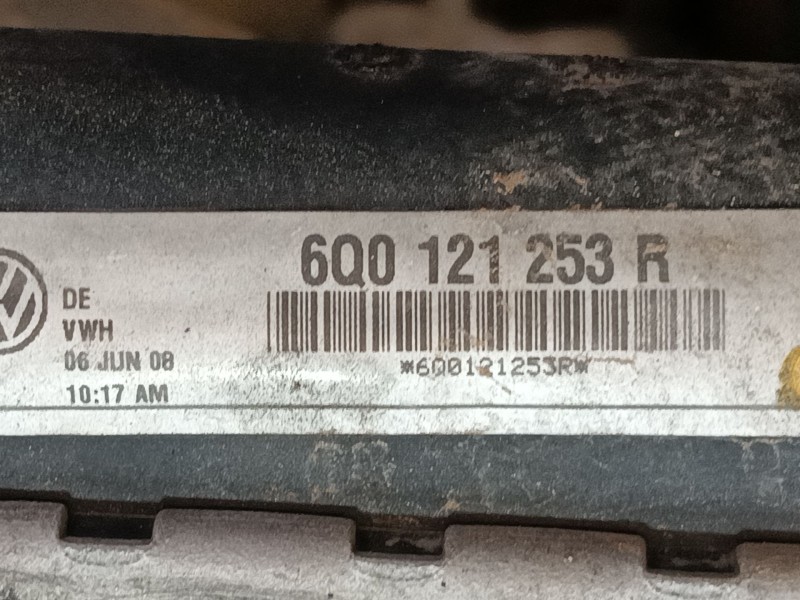 6Q0 121 253 R
*6Q0121253R*
DE
VWH
06 JUN 08
10:17 AM